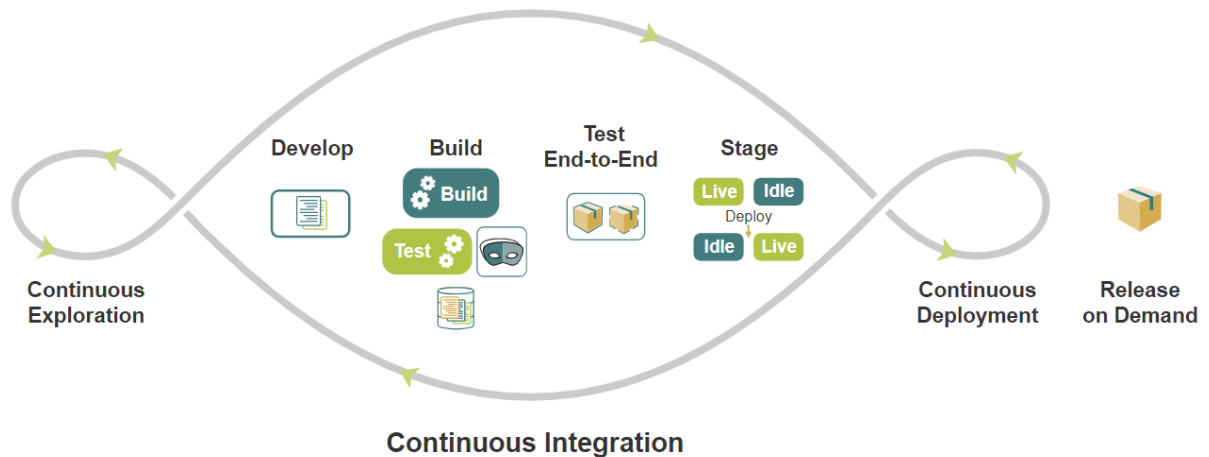 Develop
Build
Test
End-to-End
Stage
Build
Live
Idle
Deploy
Test
Idle
Live
Continuous
Exploration
Continuous
Deployment
Release
on Demand
Continuous Integration